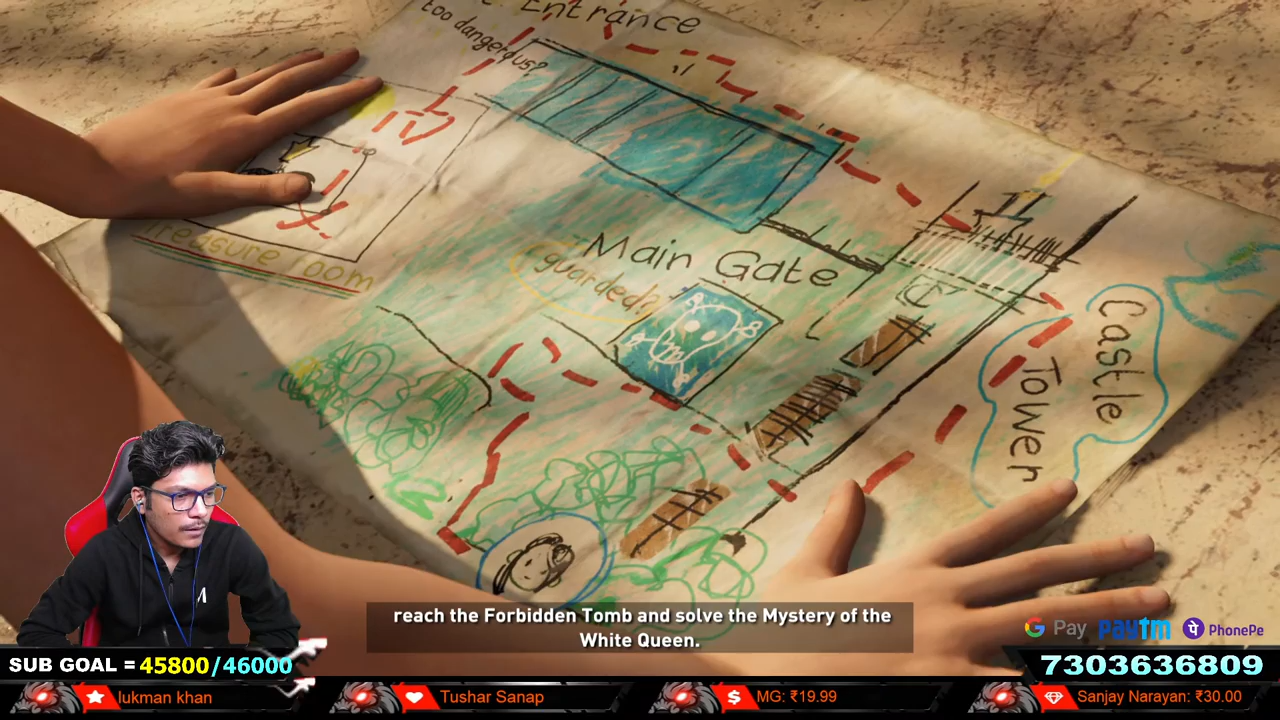 Entrance
too dangerous?
Treasure room
Main Gate
guarded?
Castle
Tower
reach the Forbidden Tomb and solve the Mystery of the
White Queen.
G Pay paytm PhonePe
SUB GOAL = 45800/46000
7303636809
lukman khan
Tushar Sanap
MG: ₹19.99
Sanjay Narayan: ₹30.00